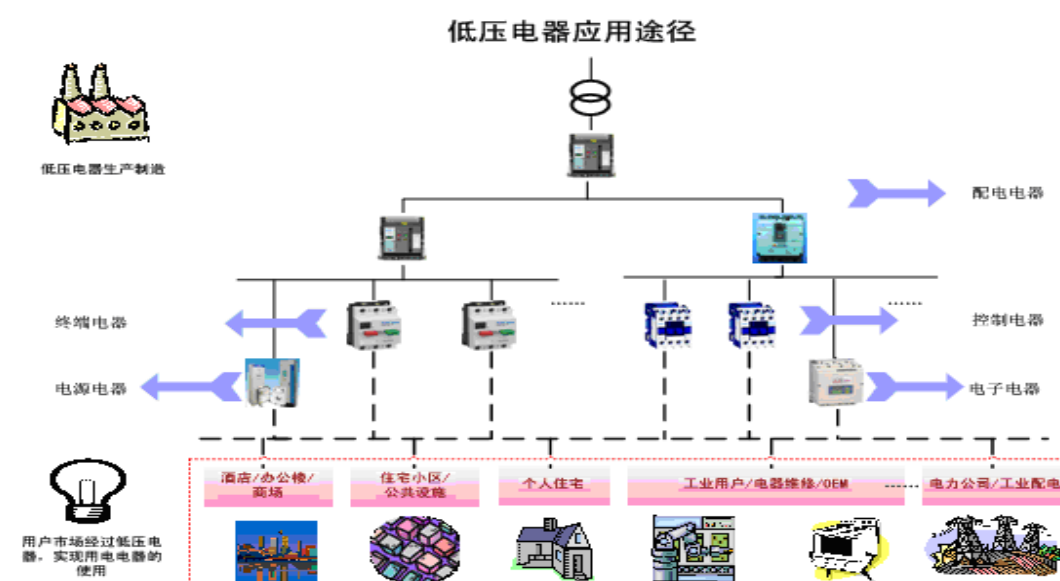 低压电器应用途径
低压电器生产制造
配电电器
终端电器
......
......
控制电器
电源电器
电子电器
酒店/办公楼/
商场
住宅小区/
公共设施
个人住宅
工业用户/电器维修/OEM
......
电力公司/工业配电
用户市场经过低压电
器，实现用电电器的
使用